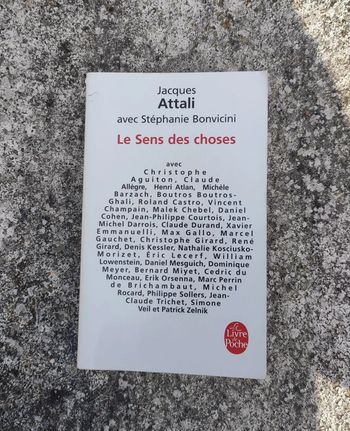 Jacques
Attali
avec Stéphanie Bonvicini
Le Sens des choses
avec
Christophe
Aguiton, Claude
Allègre, Henri Atlan, Michèle
Barzach, Boutros Boutros-
Ghali, Roland Castro, Vincent
Champain, Malek Chebel, Daniel
Cohen, Jean-Philippe Courtois, Jean-
Michel Darrois, Claude Durand, Xavier
Emmanuelli, Max Gallo, Marcel
Gauchet, Christophe Girard, René
Girard, Denis Kessler, Nathalie Kosciusko-
Morizet, Éric Lecerf, William
Lowenstein, Daniel Mesguich, Dominique
Meyer, Bernard Miyet, Cedric du
Monceau, Erik Orsenna, Marc Perrin
de Brichambaut, Michel
Rocard, Philippe Sollers, Jean-
Claude Trichet, Simone
Veil et Patrick Zelnik
Le
Livre
de
Poche